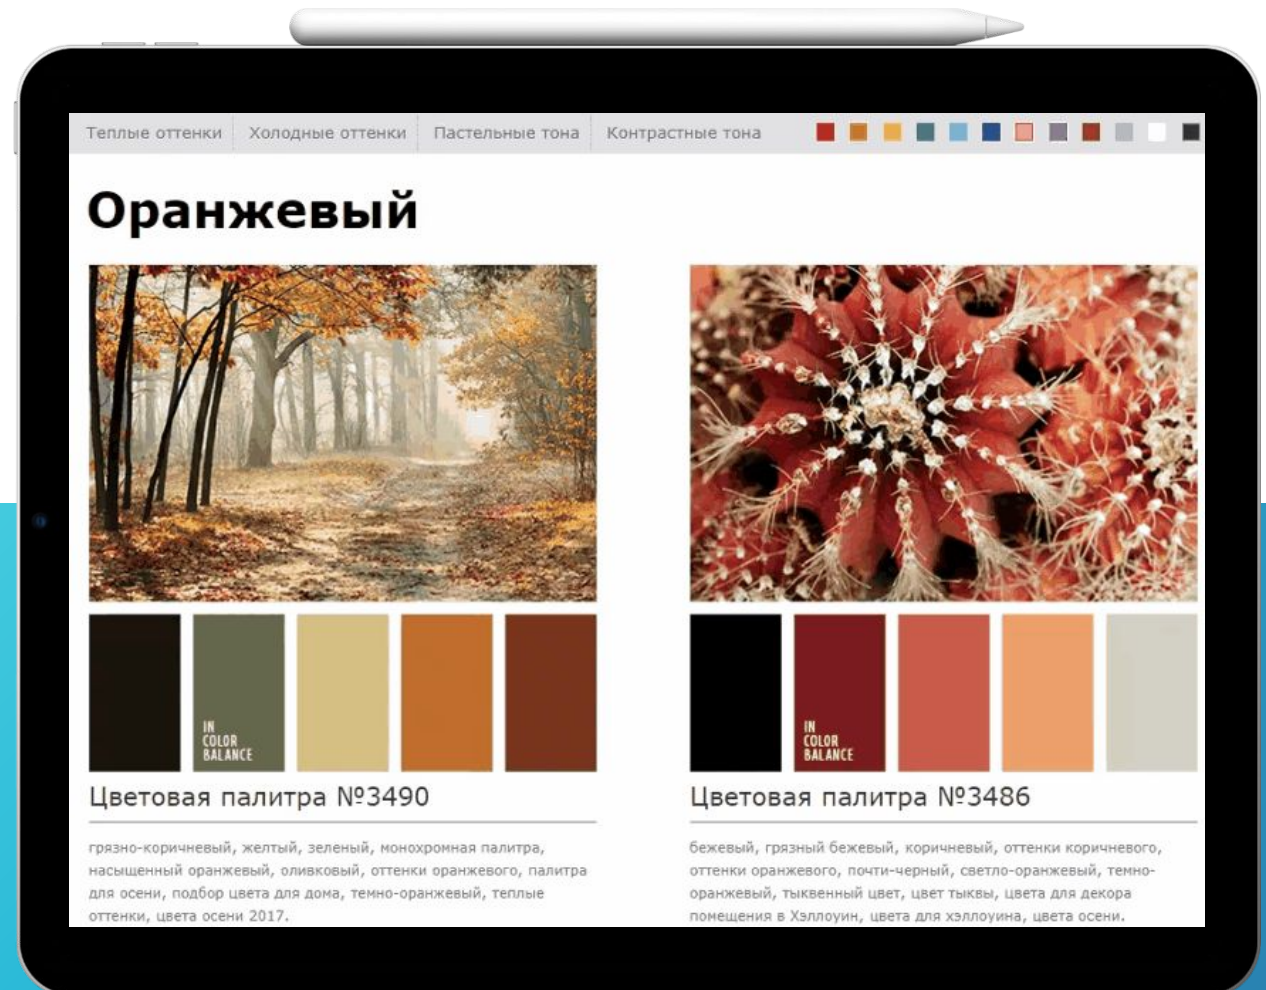 Теплые оттенки Холодные оттенки Пастельные тона Контрастные тона
Оранжевый
IN
COLOR
BALANCE
Цветовая палитра №3490
грязно-коричневый, желтый, зеленый, монохромная палитра,
насыщенный оранжевый, оливковый, оттенки оранжевого, палитра
для осени, подбор цвета для дома, темно-оранжевый, теплые
оттенки, цвета осени 2017.
IN
COLOR
BALANCE
Цветовая палитра №3486
бежевый, грязный бежевый, коричневый, оттенки коричневого,
оттенки оранжевого, почти-черный, светло-оранжевый, темно-
оранжевый, тыквенный цвет, цвет тыквы, цвета для декора
помещения в Хэллоуин, цвета для хэллоуина, цвета осени.